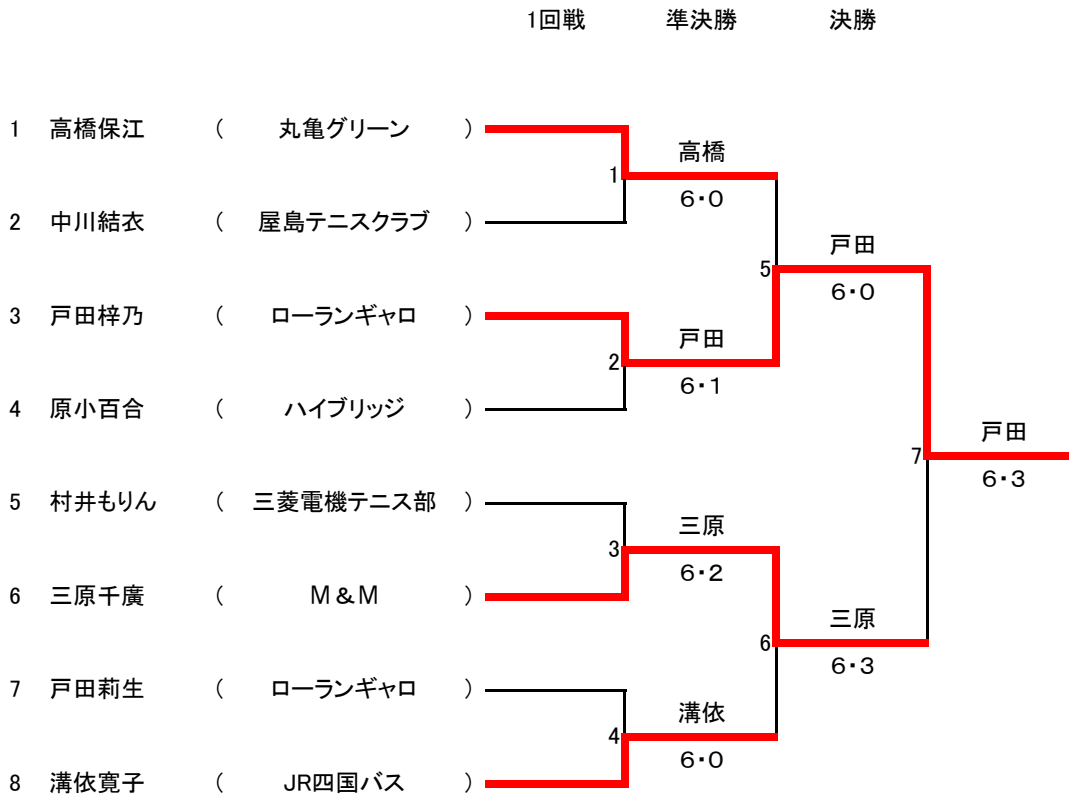 1回戦 準決勝 決勝
1 高橋保江 ( 丸亀グリーン )
高橋
1
6・0
2 中川結衣 ( 屋島テニスクラブ )
戸田
5
6・0
3 戸田梓乃 ( ローランギャロ )
戸田
2
6・1
4 原小百合 ( ハイブリッジ )
戸田
7
6・3
5 村井もりん ( 三菱電機テニス部 )
三原
3
6・2
6 三原千廣 ( M&M )
三原
6
6・3
7 戸田莉生 ( ローランギャロ )
溝依
4
6・0
8 溝依寛子 ( JR四国バス )